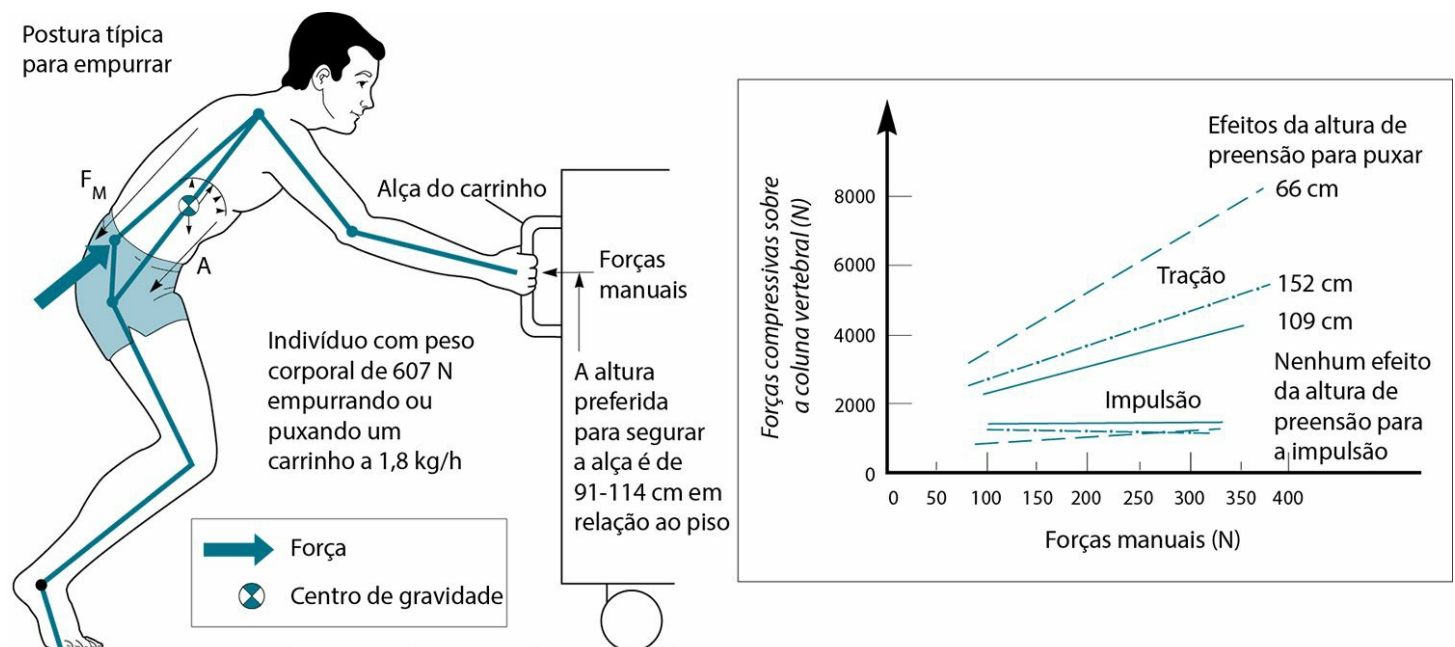 Postura típica
para empurrar
F_M
A
Alça do carrinho
Forças
manuais
Indivíduo com peso
corporal de 607 N
empurrando ou
puxando um
carrinho a 1,8 kg/h
A altura
preferida
para segurar
a alça é de
91-114 cm em
relação ao piso
Força
Centro de gravidade
Forças compressivas sobre
a coluna vertebral (N)
8000
6000
4000
2000
0
Efeitos da altura de
preensão para puxar
66 cm
Tração
152 cm
109 cm
Nenhum efeito
da altura de
preensão para
a impulsão
Impulsão
0 50 100 150 200 250 300 350 400
Forças manuais (N)